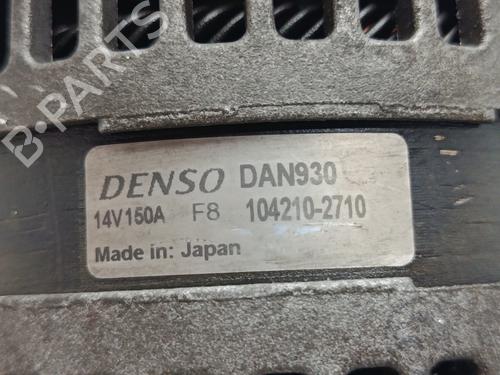 B-PARTS
DENSO DAN930
14V150A F8 104210-2710
Made in: Japan